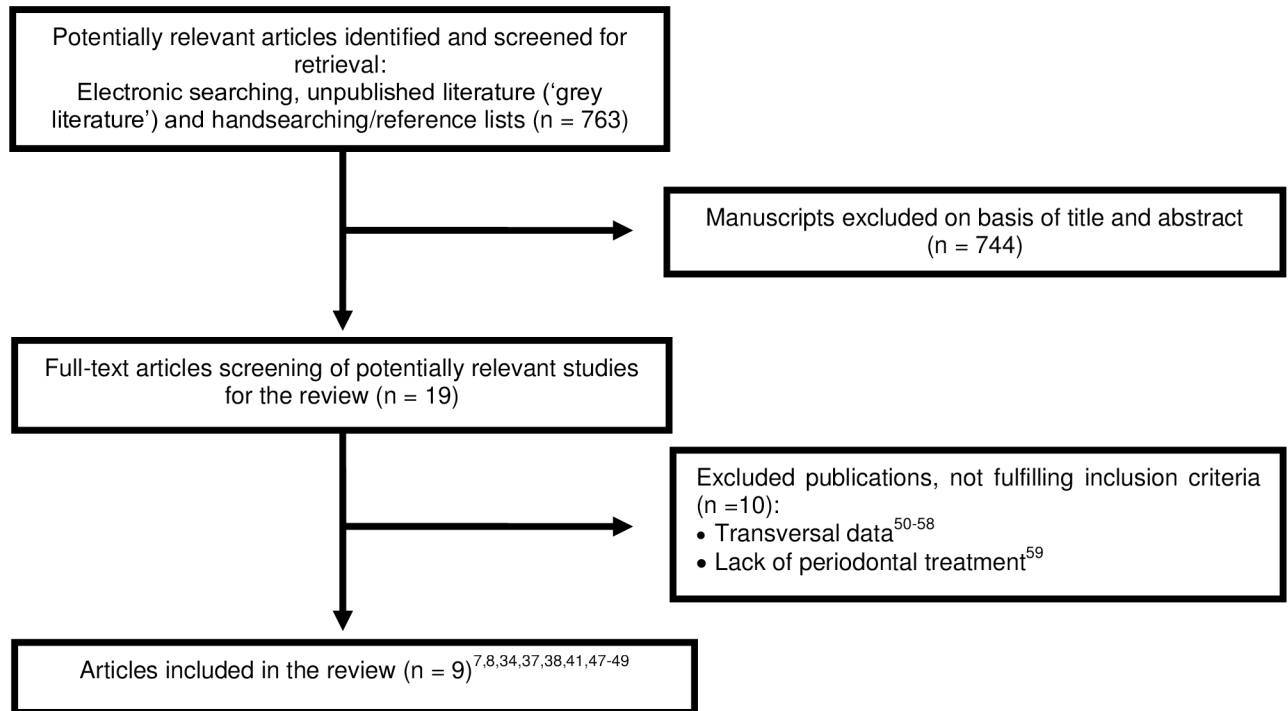 Potentially relevant articles identified and screened for
retrieval:
Electronic searching, unpublished literature (‘grey
literature’) and handsearching/reference lists (n = 763)
Manuscripts excluded on basis of title and abstract
(n = 744)
Full-text articles screening of potentially relevant studies
for the review (n = 19)
Excluded publications, not fulfilling inclusion criteria
(n =10):
• Transversal data50-58
• Lack of periodontal treatment59
Articles included in the review (n = 9)7,8,34,37,38,41,47-49